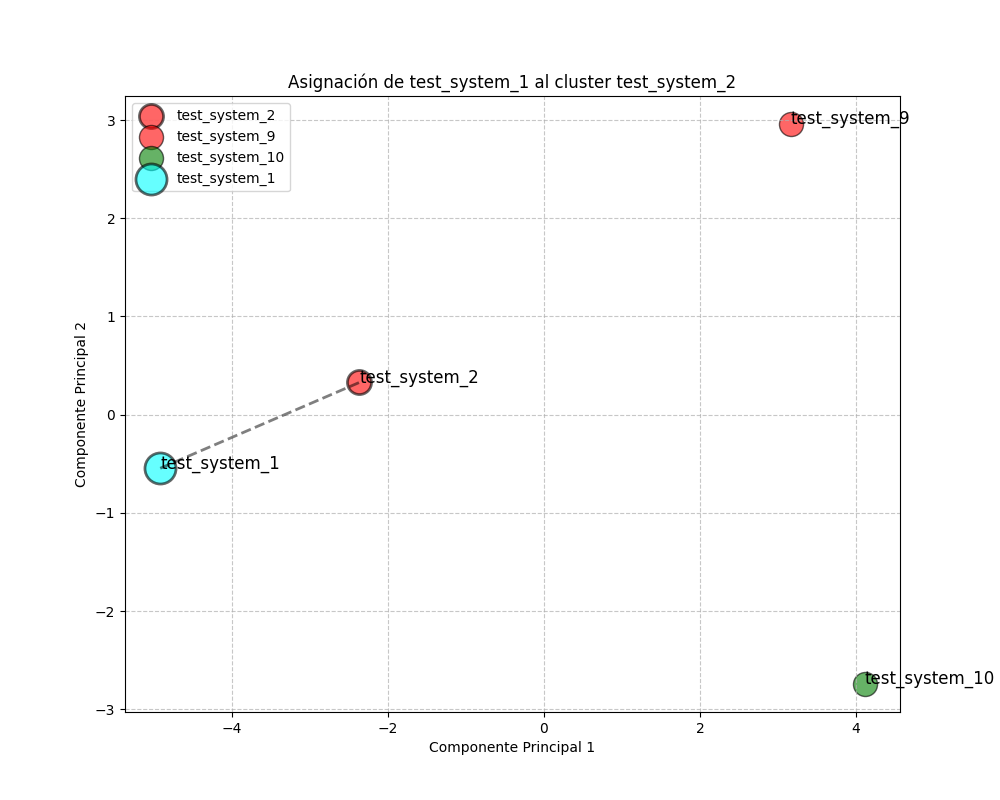 Asignación de test_system_1 al cluster test_system_2
test_system_2
test_system_9
test_system_10
test_system_1
test_system_9
test_system_2
test_system_1
test_system_10
3
2
1
0
−1
−2
−3
−4
−2
0
2
4
Componente Principal 2
Componente Principal 1